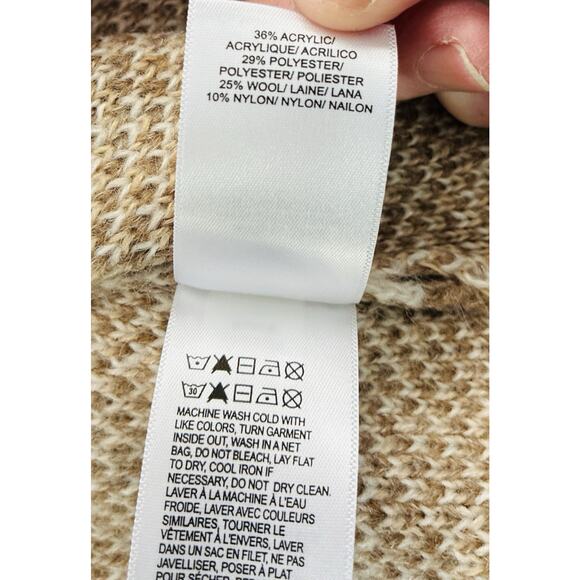 36% ACRYLIC/
ACRYLIQUE/ ACRILICO
29% POLYESTER/
POLYESTER/ POLIESTER
25% WOOL/ LAINE/ LANA
10% NYLON/ NYLON/ NAILON
30
MACHINE WASH COLD WITH
LIKE COLORS, TURN GARMENT
INSIDE OUT, WASH IN A NET
BAG, DO NOT BLEACH, LAY FLAT
TO DRY, COOL IRON IF
NECESSARY, DO NOT DRY CLEAN.
LAVER À LA MACHINE À L'EAU
FROIDE, LAVER AVEC COULEURS
SIMILAIRES, TOURNER LE
VÊTEMENT À L'ENVERS, LAVER
DANS UN SAC EN FILET, NE PAS
JAVELLISER, POSER À PLAT
POUR SÉCHER